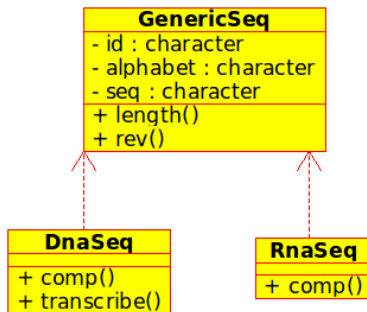 GenericSeq
- id : character
- alphabet : character
- seq : character
+ length()
+ rev()
DnaSeq
+ comp()
+ transcribe()
RnaSeq
+ comp()